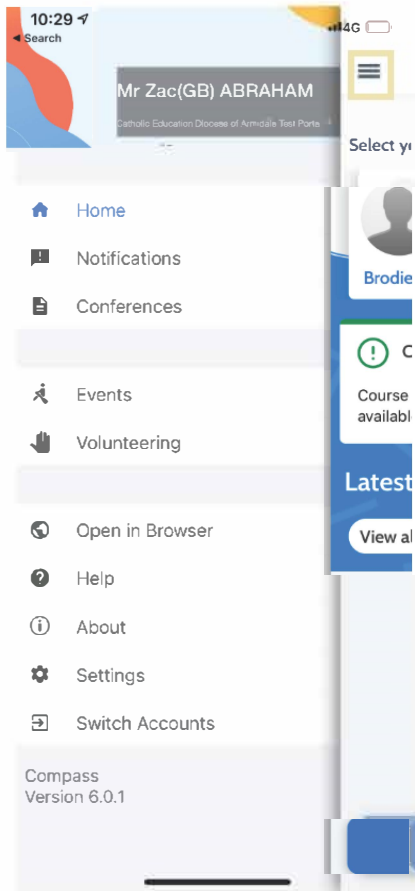 10:29
4G
Search
Mr Zac(GB) ABRAHAM
Catholic Education Diocese of Armidale Test Porta
Select y
Home
Notifications
Brodie
Conferences
C
Events
Course
availabl
Volunteering
Latest
Open in Browser
View al
Help
About
Settings
Switch Accounts
Compass
Version 6.0.1